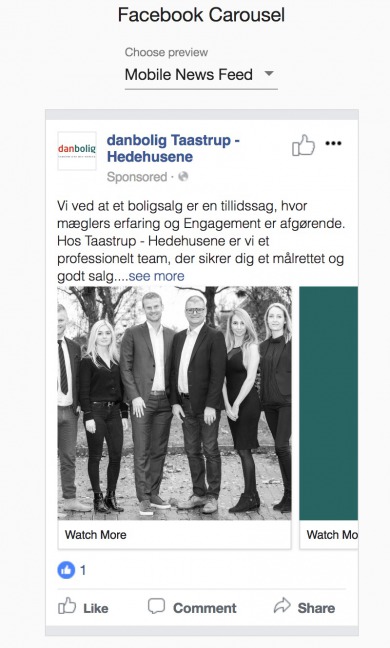 Facebook Carousel
Choose preview
Mobile News Feed
danbolig
danbolig Taastrup -
Hedehusene
Sponsored ·
Vi ved at et boligsalg er en tillidssag, hvor
mæglers erfaring og Engagement er afgørende.
Hos Taastrup - Hedehusene er vi et
professionelt team, der sikrer dig et målrettet og
godt salg....see more
Watch More
Watch Mo
1
Like
Comment
Share